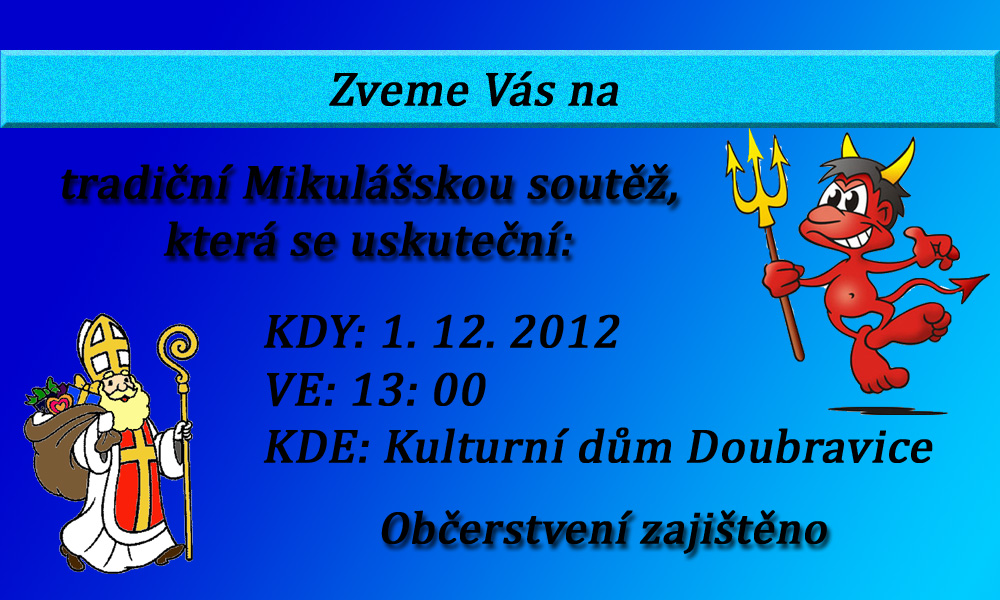 Zveme Vás na
tradiční Mikulášskou soutěž,
která se uskuteční:
KDY: 1. 12. 2012
VE: 13: 00
KDE: Kulturní dům Doubravice
Občerstvení zajištěno